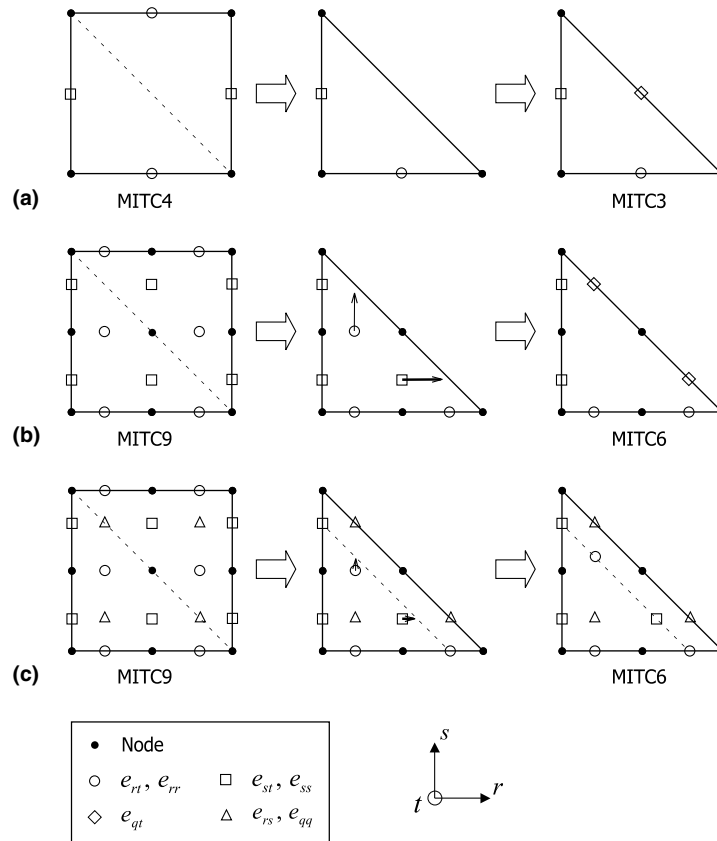 (a)
MITC4
MITC3
(b)
MITC9
MITC6
(c)
MITC9
MITC6
Node
e_rt, e_rr
e_st, e_ss
e_qt
e_rs, e_qq
s
t
r